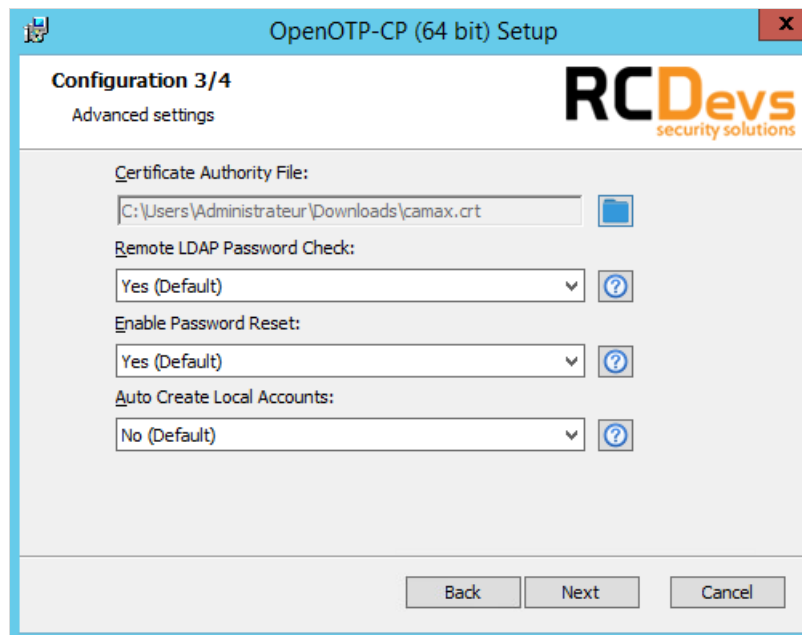 OpenOTP-CP (64 bit) Setup
x
Configuration 3/4
Advanced settings
RCDevs
security solutions
Certificate Authority File:
C:\Users\Administrateur\Downloads\camax.crt
Remote LDAP Password Check:
Yes (Default)
?
Enable Password Reset:
Yes (Default)
?
Auto Create Local Accounts:
No (Default)
?
Back Next Cancel